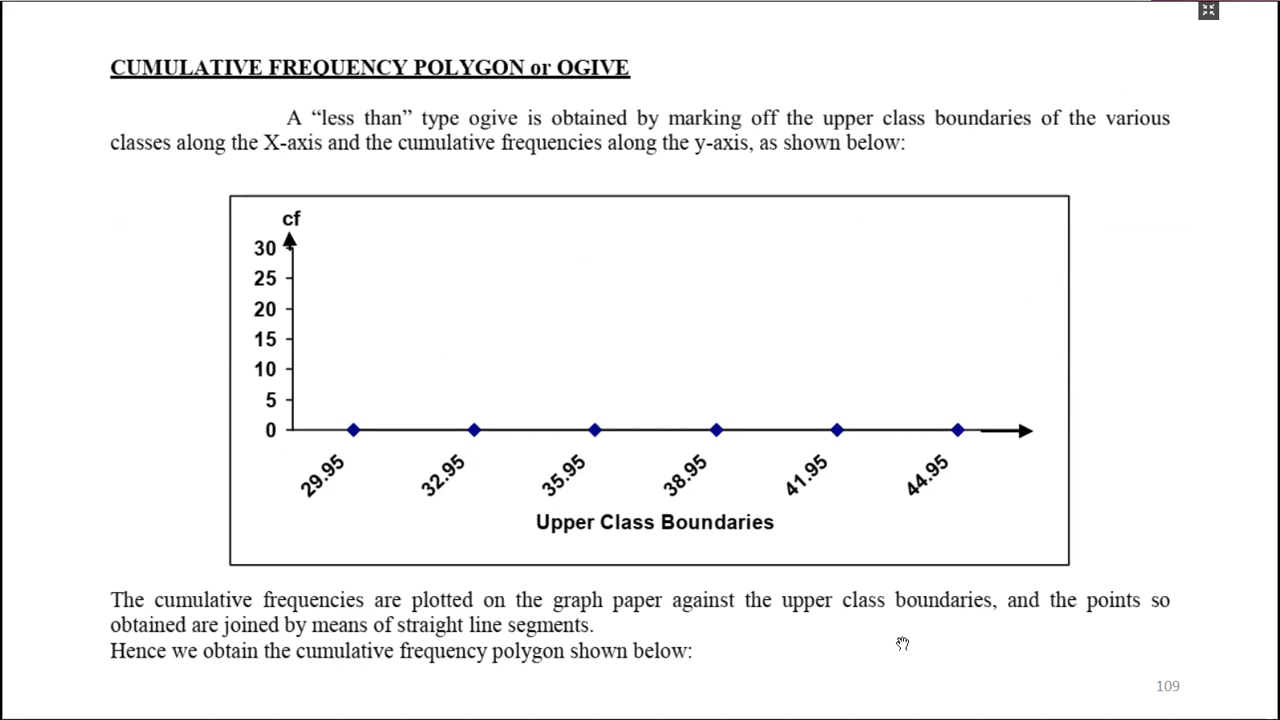 CUMULATIVE FREQUENCY POLYGON or OGIVE
A “less than” type ogive is obtained by marking off the upper class boundaries of the various
classes along the X-axis and the cumulative frequencies along the y-axis, as shown below:
cf
30
25
20
15
10
5
0
29.95 32.95 35.95 38.95 41.95 44.95
Upper Class Boundaries
The cumulative frequencies are plotted on the graph paper against the upper class boundaries, and the points so
obtained are joined by means of straight line segments.
Hence we obtain the cumulative frequency polygon shown below:
109